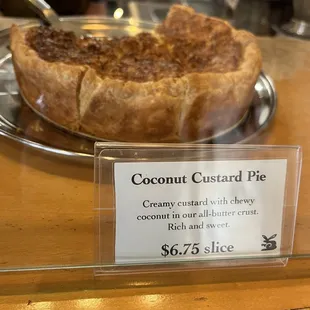 Coconut Custard Pie
Creamy custard with chewy
coconut in our all-butter crust.
Rich and sweet.
$6.75 slice